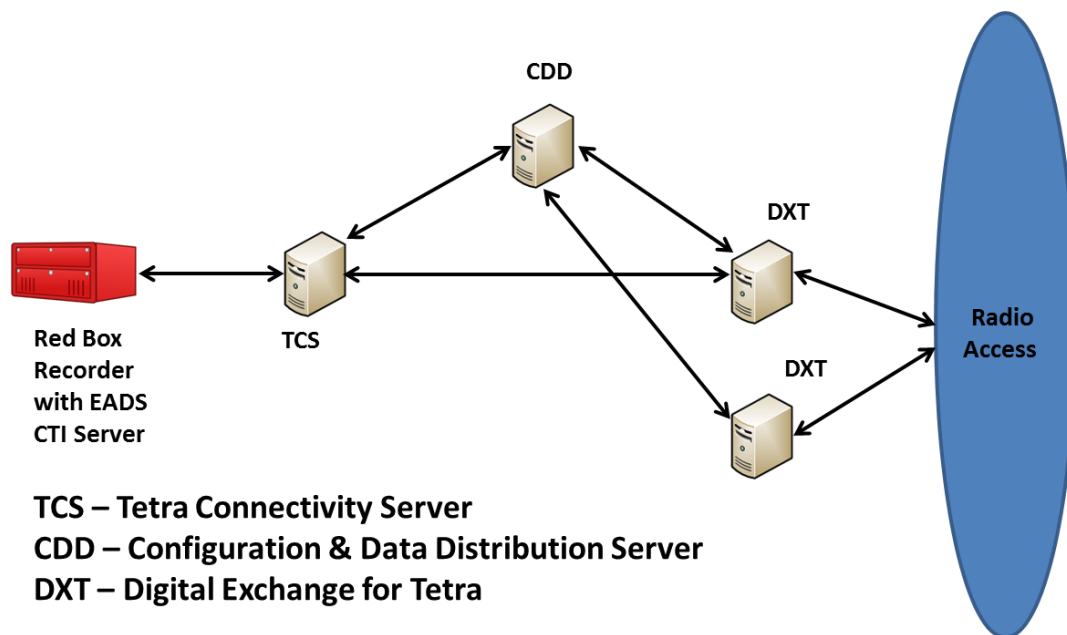 CDD
DXT
Red Box
Recorder
with EADS
CTI Server
TCS
DXT
Radio
Access
TCS – Tetra Connectivity Server
CDD – Configuration & Data Distribution Server
DXT – Digital Exchange for Tetra